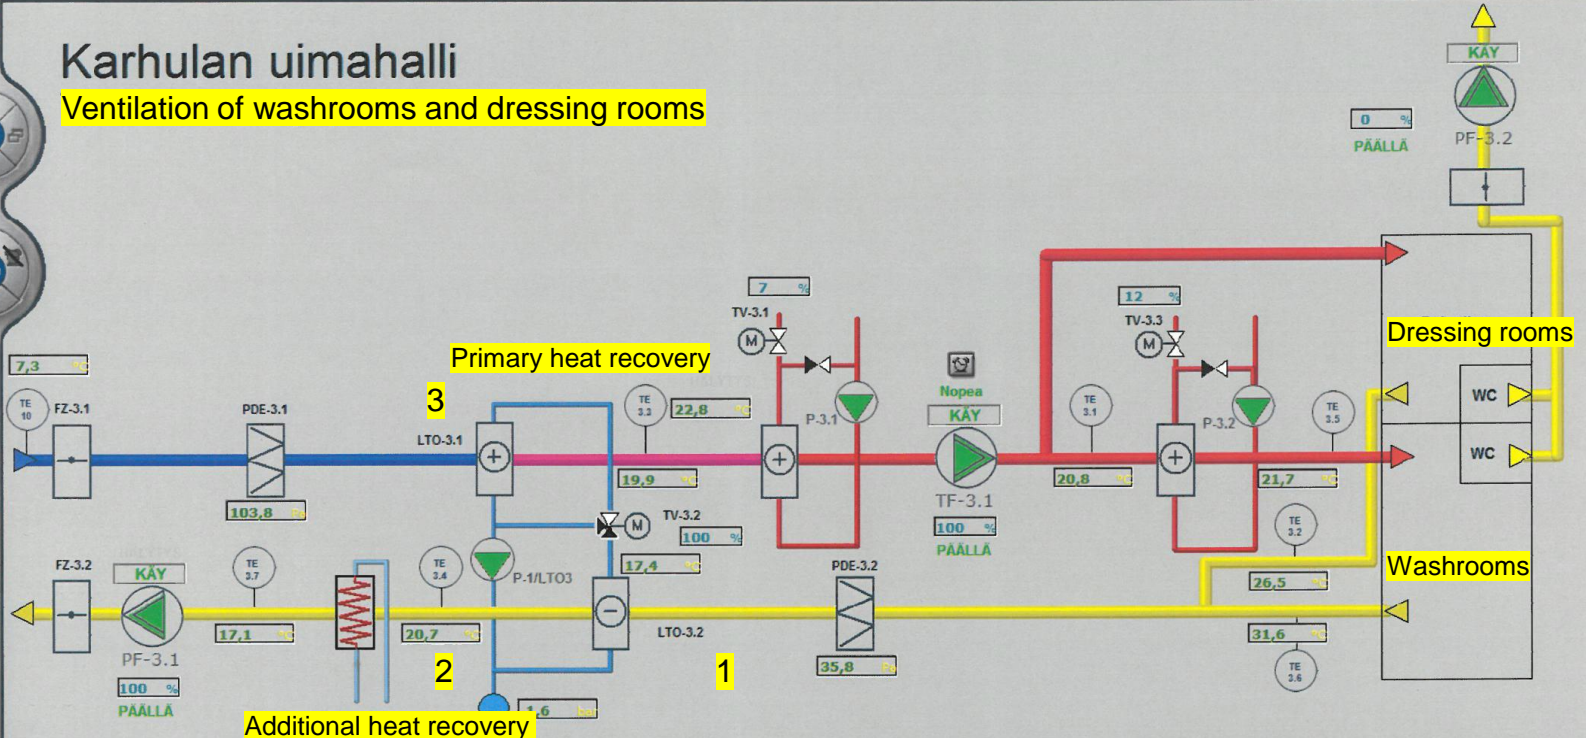 Karhulan uimahalli
Ventilation of washrooms and dressing rooms
KÄY
PF-3.2
0 %
PÄÄLLÄ
7 %
TV-3.1
M
12 %
TV-3.3
M
Dressing rooms
Primary heat recovery
7,3 °C
TE
10
FZ-3.1
PDE-3.1
3
LTO-3.1
TE
3.3
22,8 °C
P-3.1
Nopea
KÄY
TE
3.1
P-3.2
TE
3.5
WC
WC
103,8 Pa
19,9 °C
TF-3.1
100 %
PÄÄLLÄ
20,8 °C
21,7 °C
TV-3.2
M
100 %
TE
3.2
FZ-3.2
KÄY
TE
3.7
TE
3.4
P-1/LTO3
17,4 °C
PDE-3.2
26,5 °C
Washrooms
17,1 °C
20,7 °C
LTO-3.2
31,6 °C
PF-3.1
100 %
PÄÄLLÄ
2
1
35,8 Pa
TE
3.6
1,6 bar
Additional heat recovery